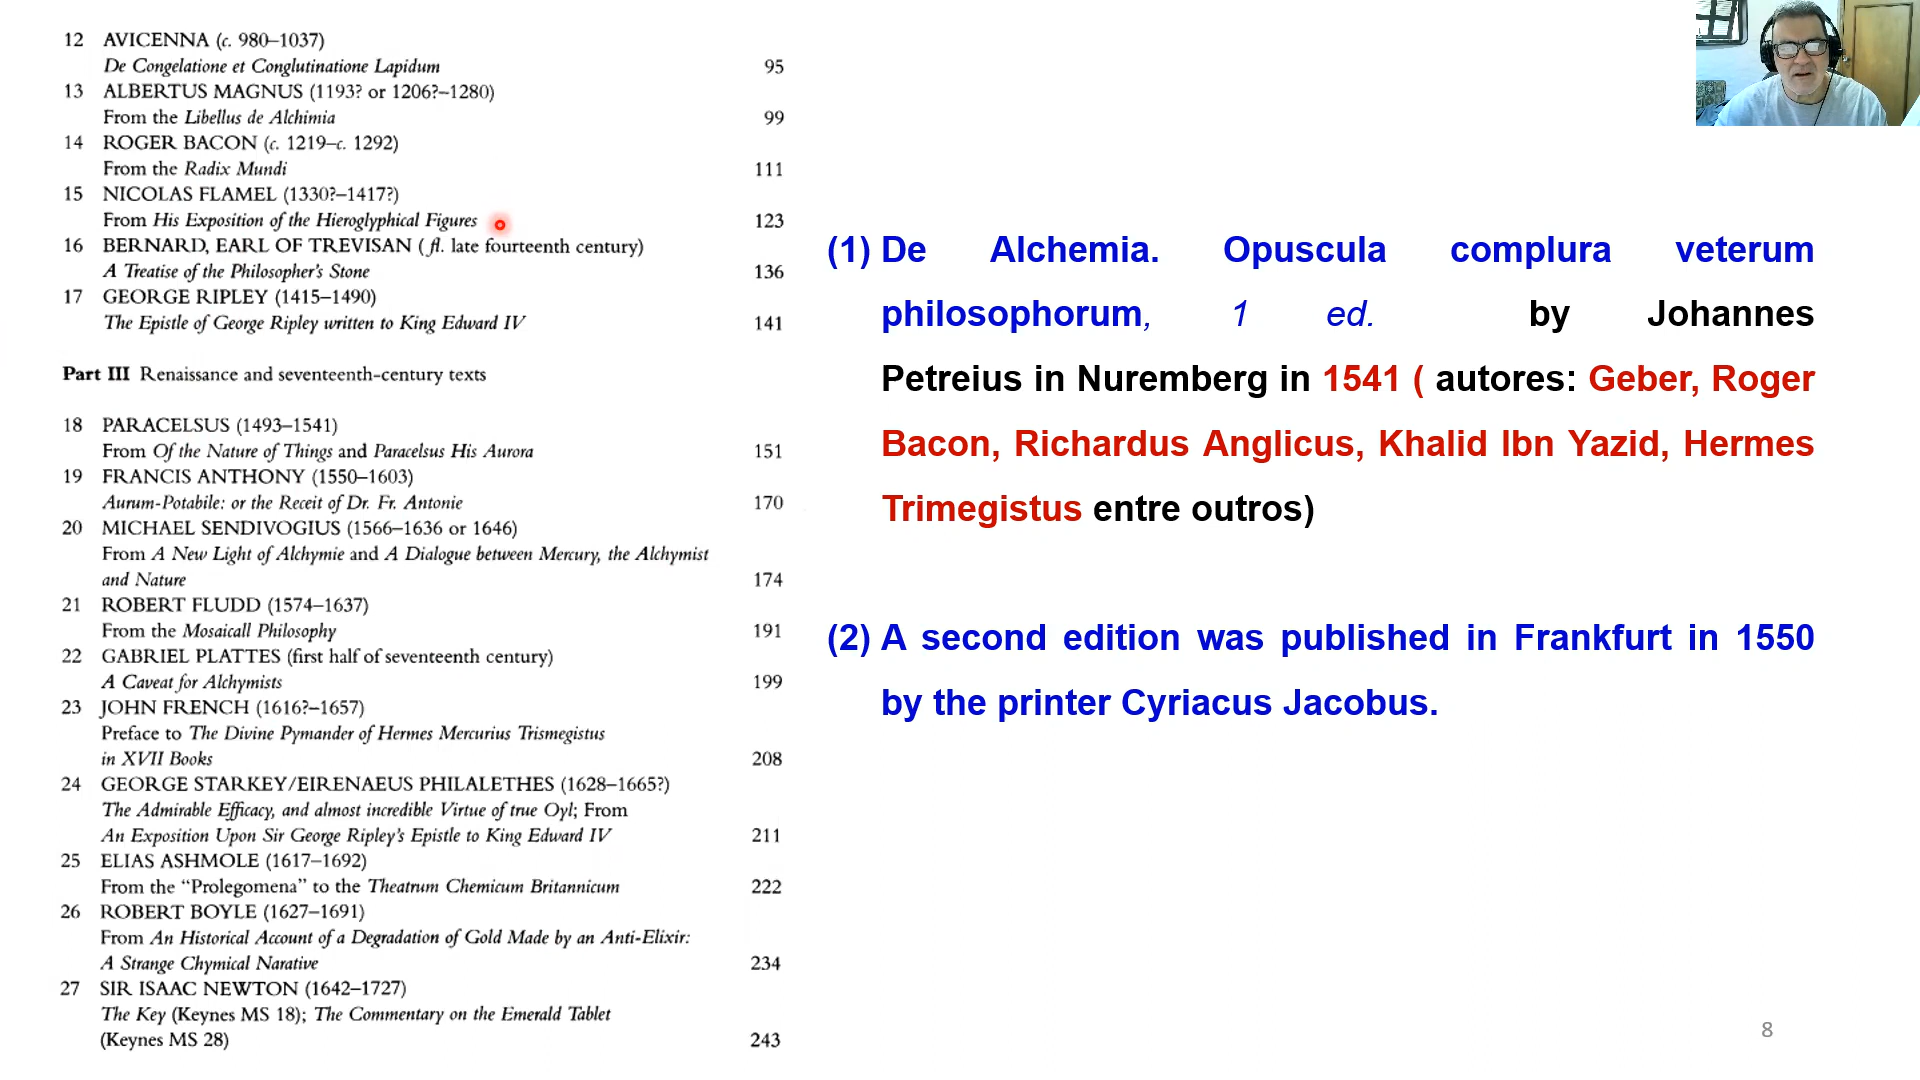 12 AVICENNA (c. 980–1037)
De Congelatione et Conglutinatione Lapidum 95
13 ALBERTUS MAGNUS (1193? or 1206?–1280)
From the Libellus de Alchimia 99
14 ROGER BACON (c. 1219–c. 1292)
From the Radix Mundi 111
15 NICOLAS FLAMEL (1330?–1417?)
From His Exposition of the Hieroglyphical Figures 123
16 BERNARD, EARL OF TREVISAN (fl. late fourteenth century)
A Treatise of the Philosopher's Stone 136
17 GEORGE RIPLEY (1415–1490)
The Epistle of George Ripley written to King Edward IV 141
Part III Renaissance and seventeenth-century texts
18 PARACELSUS (1493–1541)
From Of the Nature of Things and Paracelsus His Aurora 151
19 FRANCIS ANTHONY (1550–1603)
Aurum-Potabile: or the Receit of Dr. Fr. Antonie 170
20 MICHAEL SENDIVOGIUS (1566–1636 or 1646)
From A New Light of Alchymie and A Dialogue between Mercury, the Alchymist
and Nature 174
21 ROBERT FLUDD (1574–1637)
From the Mosaicall Philosophy 191
22 GABRIEL PLATTES (first half of seventeenth century)
A Caveat for Alchymists 199
23 JOHN FRENCH (1616?–1657)
Preface to The Divine Pymander of Hermes Mercurius Trismegistus
in XVII Books 208
24 GEORGE STARKEY/EIRENAEUS PHILALETHES (1628–1665?)
The Admirable Efficacy, and almost incredible Virtue of true Oyl; From
An Exposition Upon Sir George Ripley's Epistle to King Edward IV 211
25 ELIAS ASHMOLE (1617–1692)
From the “Prolegomena” to the Theatrum Chemicum Britannicum 222
26 ROBERT BOYLE (1627–1691)
From An Historical Account of a Degradation of Gold Made by an Anti-Elixir:
A Strange Chymical Narative 234
27 SIR ISAAC NEWTON (1642–1727)
The Key (Keynes MS 18); The Commentary on the Emerald Tablet
(Keynes MS 28) 243
(1) De Alchemia. Opuscula complura veterum
philosophorum, 1 ed. by Johannes
Petreius in Nuremberg in 1541 ( autores: Geber, Roger
Bacon, Richardus Anglicus, Khalid Ibn Yazid, Hermes
Trimegistus entre outros)
(2) A second edition was published in Frankfurt in 1550
by the printer Cyriacus Jacobus.
8